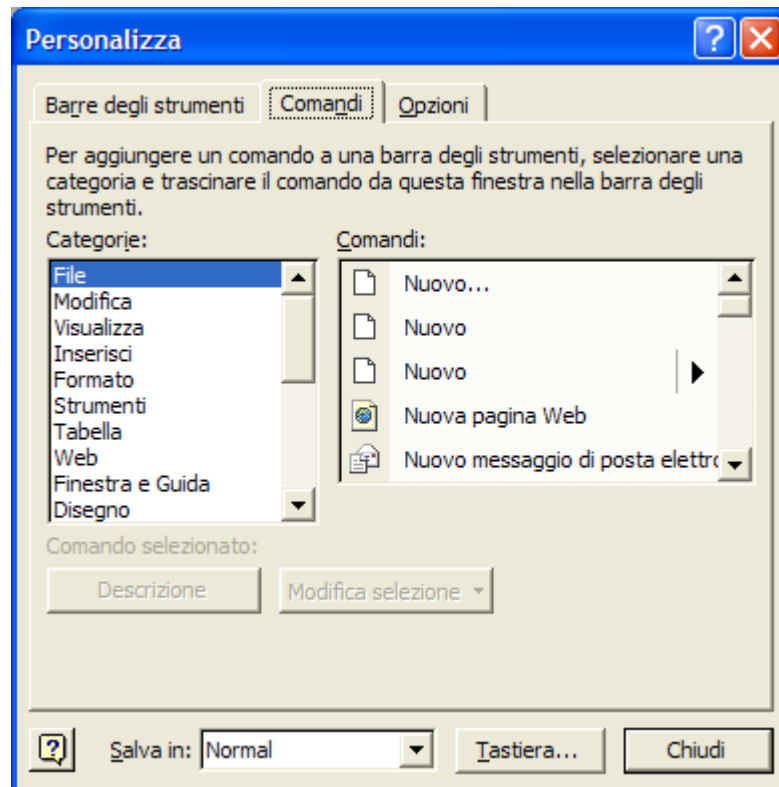 Personalizza
Barre degli strumenti
Comandi
Opzioni
Per aggiungere un comando a una barra degli strumenti, selezionare una
categoria e trascinare il comando da questa finestra nella barra degli
strumenti.
Categorie:
File
Modifica
Visualizza
Inserisci
Formato
Strumenti
Tabella
Web
Finestra e Guida
Disegno
Comandi:
Nuovo...
Nuovo
Nuovo
Nuova pagina Web
Nuovo messaggio di posta
Comando selezionato:
Descrizione
Modifica selezione
Salva in: Normal
Tastiera...
Chiudi